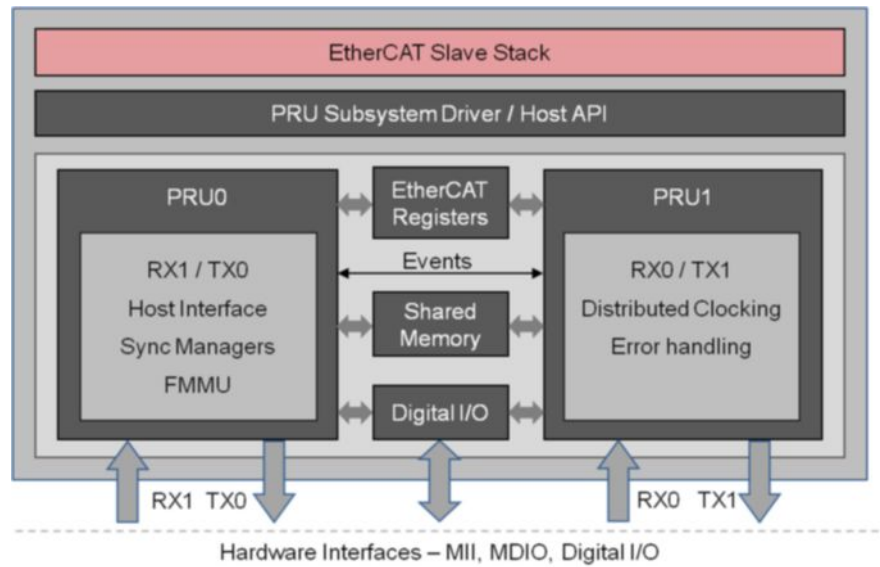 EtherCAT Slave Stack
PRU Subsystem Driver / Host API
PRU0
RX1 / TX0
Host Interface
Sync Managers
FMMU
EtherCAT
Registers
Events
Shared
Memory
Digital I/O
PRU1
RX0 / TX1
Distributed Clocking
Error handling
RX1 TX0
RX0 TX1
Hardware Interfaces – MII, MDIO, Digital I/O